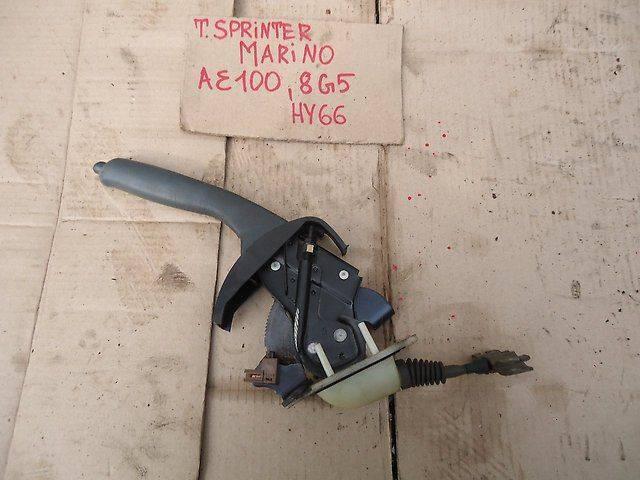 T.SPRiNTER
MARiNO
AE100, 8G5
HY66